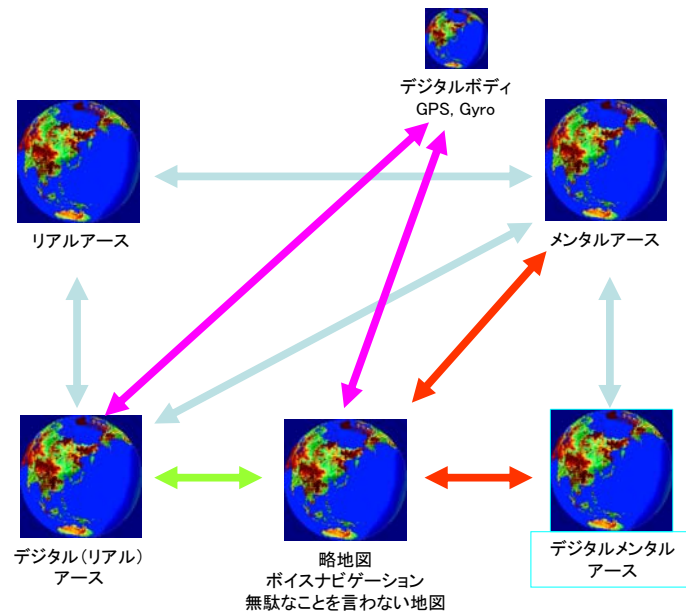 デジタルボディ
GPS, Gyro
リアルアース
メンタルアース
デジタル（リアル）
アース
略地図
ボイスナビゲーション
無駄なことを言わない地図
デジタルメンタル
アース